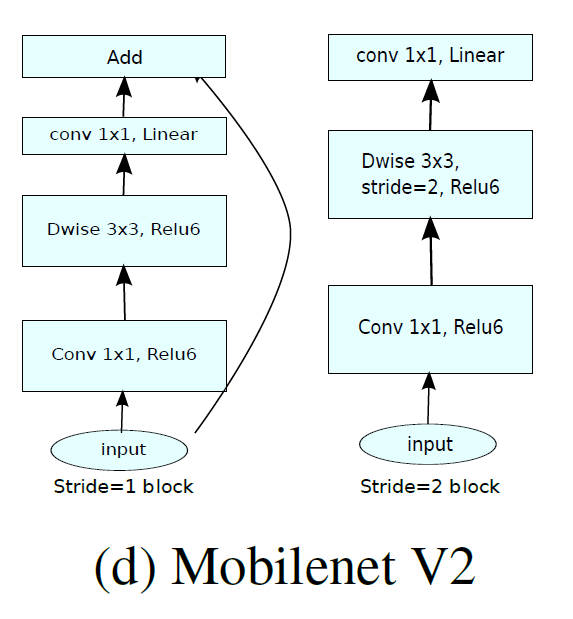 Add
conv 1x1, Linear
Dwise 3x3, Relu6
Conv 1x1, Relu6
input
Stride=1 block
conv 1x1, Linear
Dwise 3x3,
stride=2, Relu6
Conv 1x1, Relu6
input
Stride=2 block
(d) Mobilenet V2